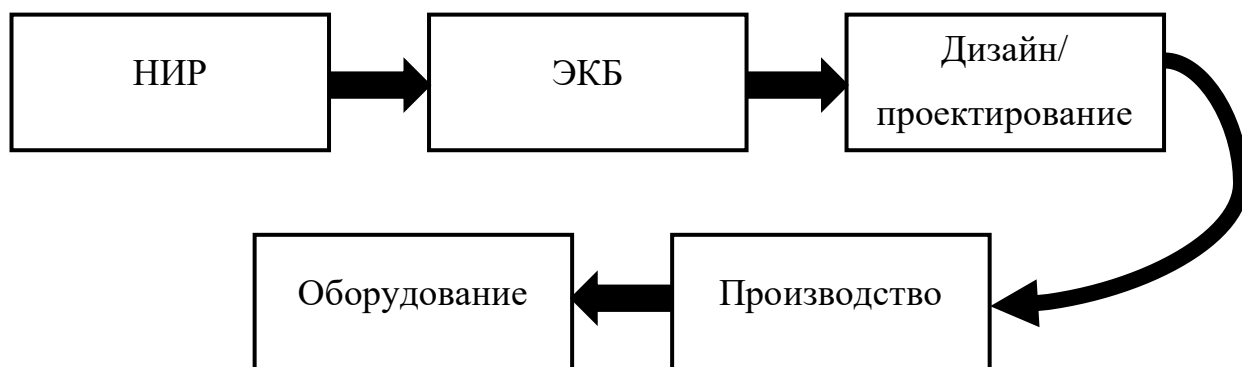 НИР
ЭКБ
Дизайн/
проектирование
Производство
Оборудование